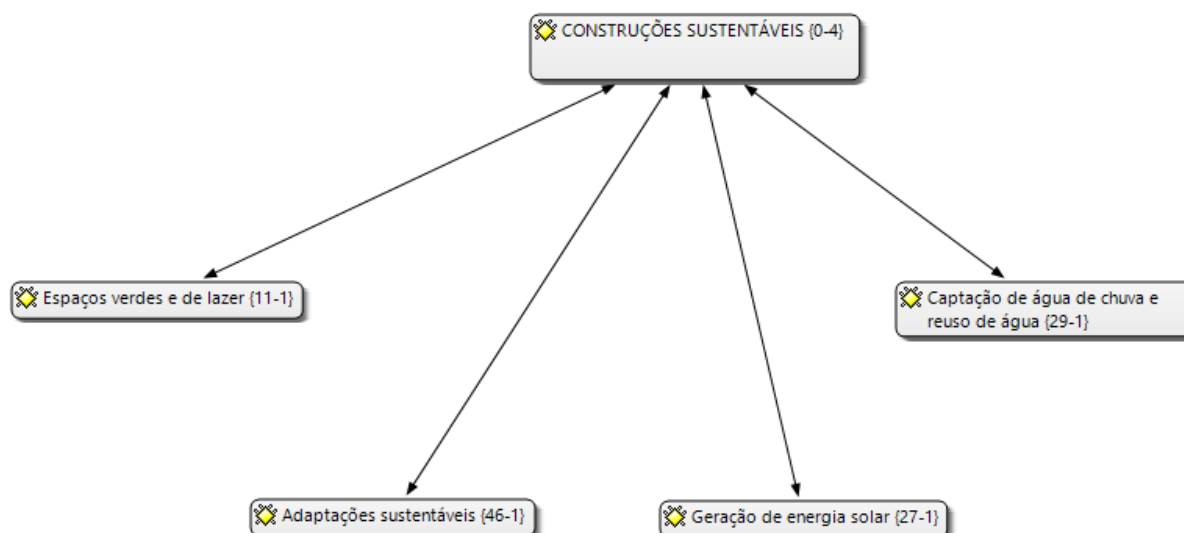 CONSTRUÇÕES SUSTENTÁVEIS {0-4}
Espaços verdes e de lazer {11-1}
Captação de água de chuva e
reuso de água {29-1}
Adaptações sustentáveis {46-1}
Geração de energia solar {27-1}